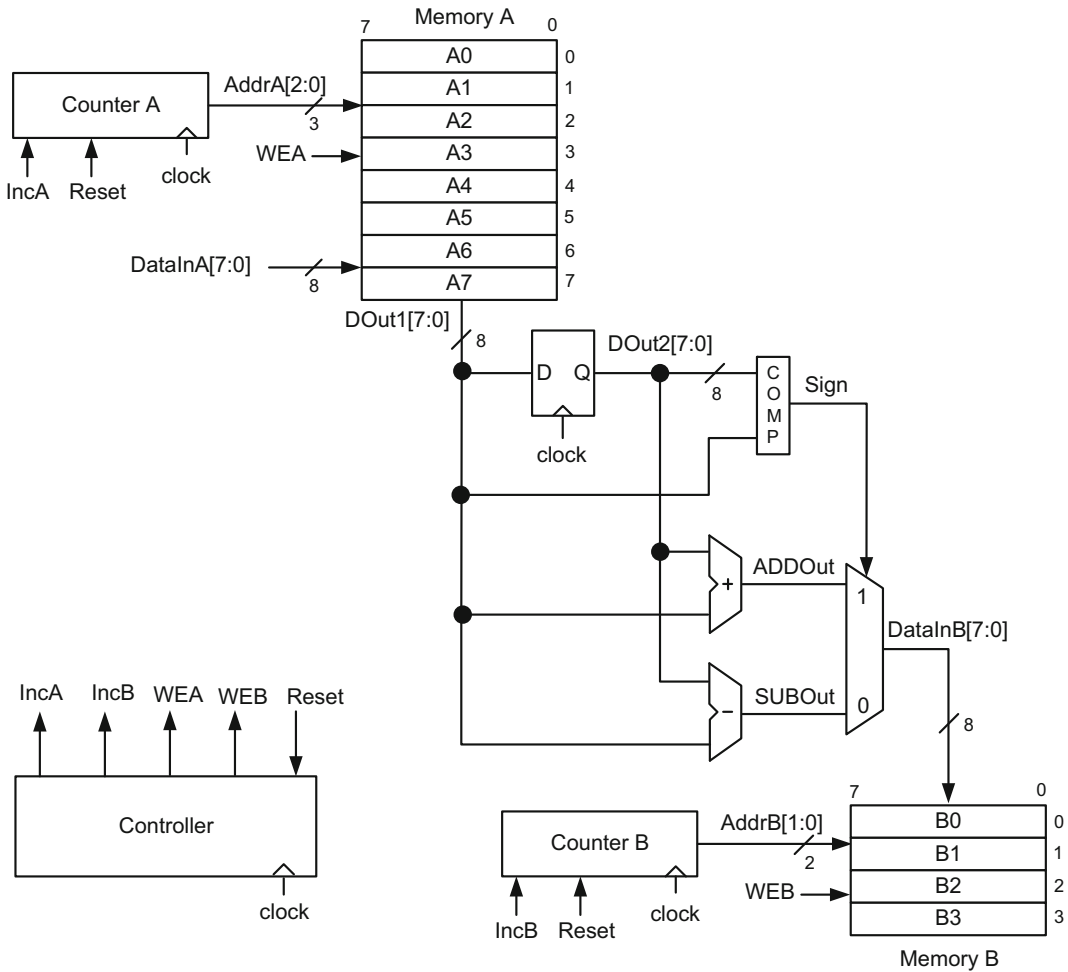 Memory A
7
0
A0
0
A1
1
A2
2
A3
3
A4
4
A5
5
A6
6
A7
7
Counter A
AddrA[2:0]
3
IncA
Reset
clock
WEA
DataInA[7:0]
8
DOut1[7:0]
8
D
Q
clock
DOut2[7:0]
8
COMP
Sign
+
ADDOut
−
SUBOut
1
0
DataInB[7:0]
8
IncA
IncB
WEA
WEB
Reset
Controller
clock
Counter B
AddrB[1:0]
2
IncB
Reset
clock
WEB
7
0
B0
0
B1
1
B2
2
B3
3
Memory B